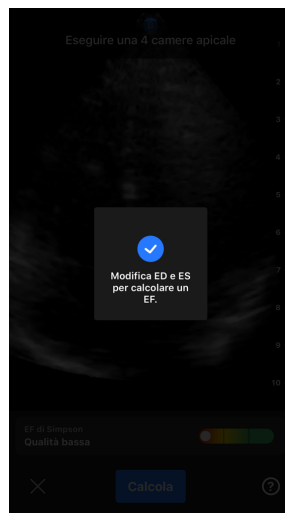 Eseguire una 4 camere apicale
2
3
4
5
6
7
8
9
10
Modifica ED e ES
per calcolare un
EF.
EF di Simpson
Qualità bassa
Calcola
?